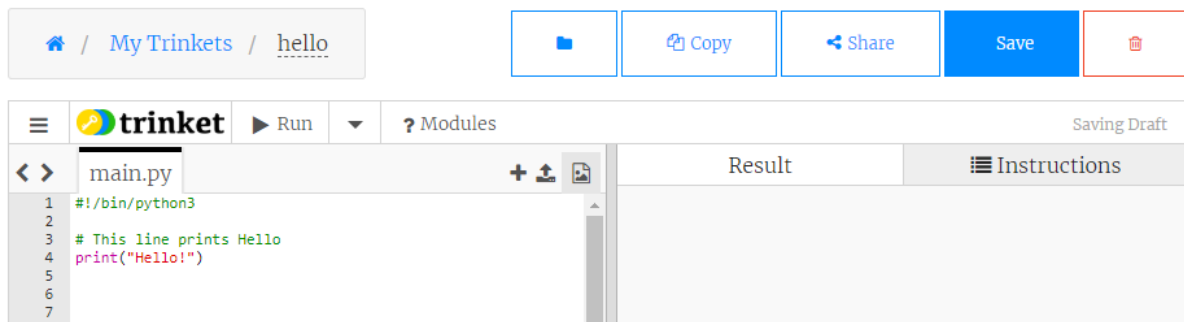 / My Trinkets / hello
Copy
Share
Save
trinket
Run
? Modules
Saving Draft
main.py
Result
Instructions
1 #!/bin/python3
2
3 # This line prints Hello
4 print("Hello!")
5
6
7